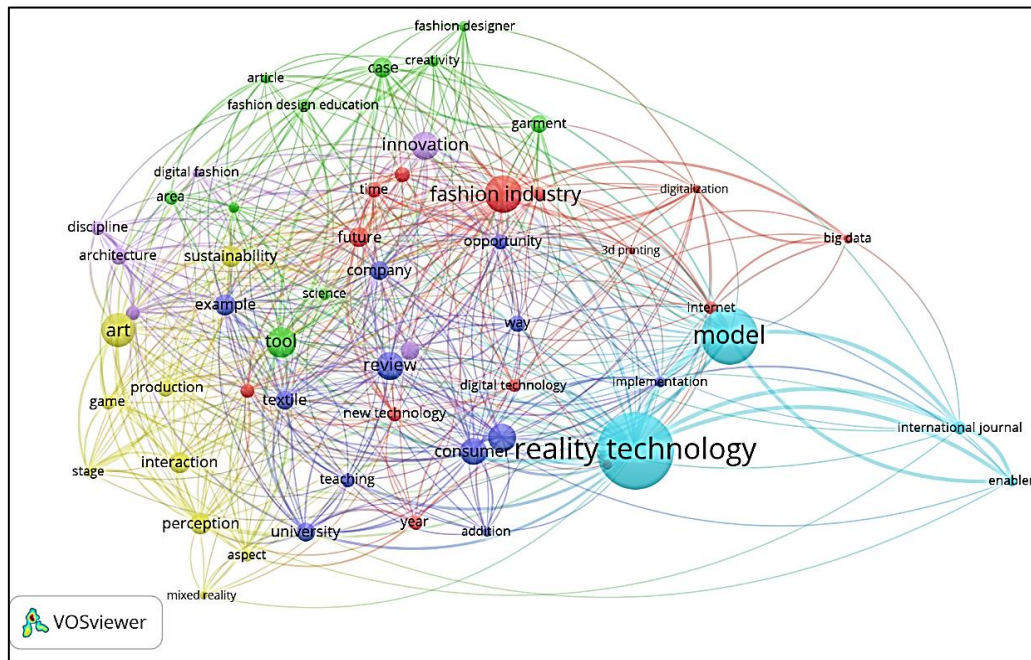 fashion designer
creativity
case
article
fashion design education
garment
innovation
digital fashion
time
fashion industry
digitalization
area
discipline
future
opportunity
big data
architecture
sustainability
3d printing
company
science
example
internet
way
art
tool
model
review
implementation
production
digital technology
game
textile
new technology
international journal
reality technology
consumer
interaction
stage
teaching
enabler
perception
year
university
addition
aspect
mixed reality
VOSviewer